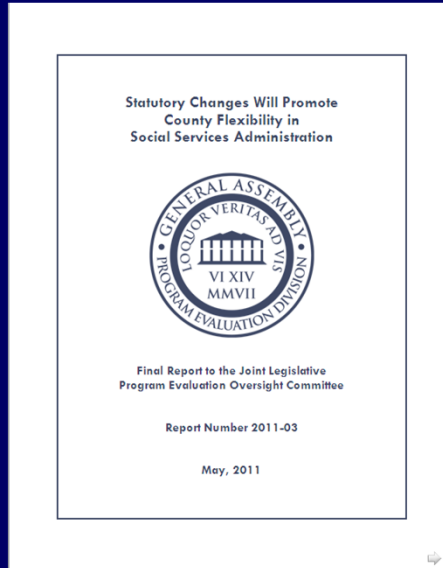 Statutory Changes Will Promote
County Flexibility in
Social Services Administration
GENERAL ASSEMBLY
LOQUOR VERITAS AD VIS
VI XIV
MMVII
PROGRAM EVALUATION DIVISION
Final Report to the Joint Legislative
Program Evaluation Oversight Committee
Report Number 2011-03
May, 2011